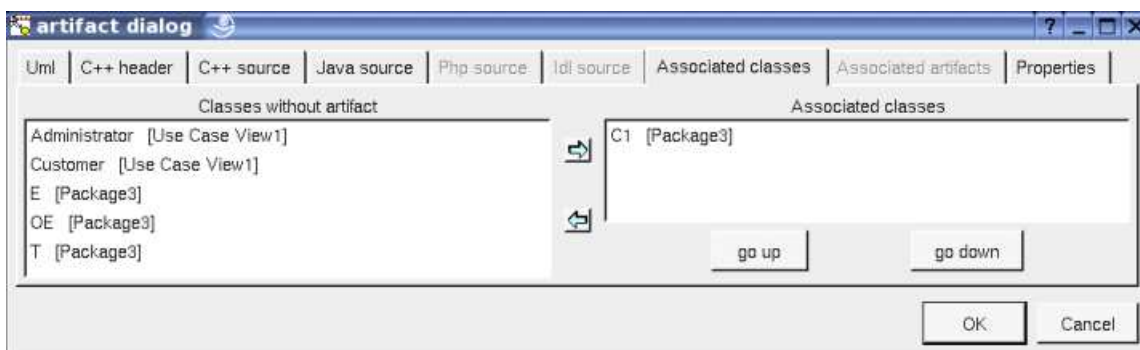 artifact dialog
Uml C++ header C++ source Java source Php source Idl source Associated classes Associated artifacts Properties
Classes without artifact
Associated classes
Administrator [Use Case View1]
Customer [Use Case View1]
E [Package3]
OE [Package3]
T [Package3]
C1 [Package3]
go up go down
OK Cancel